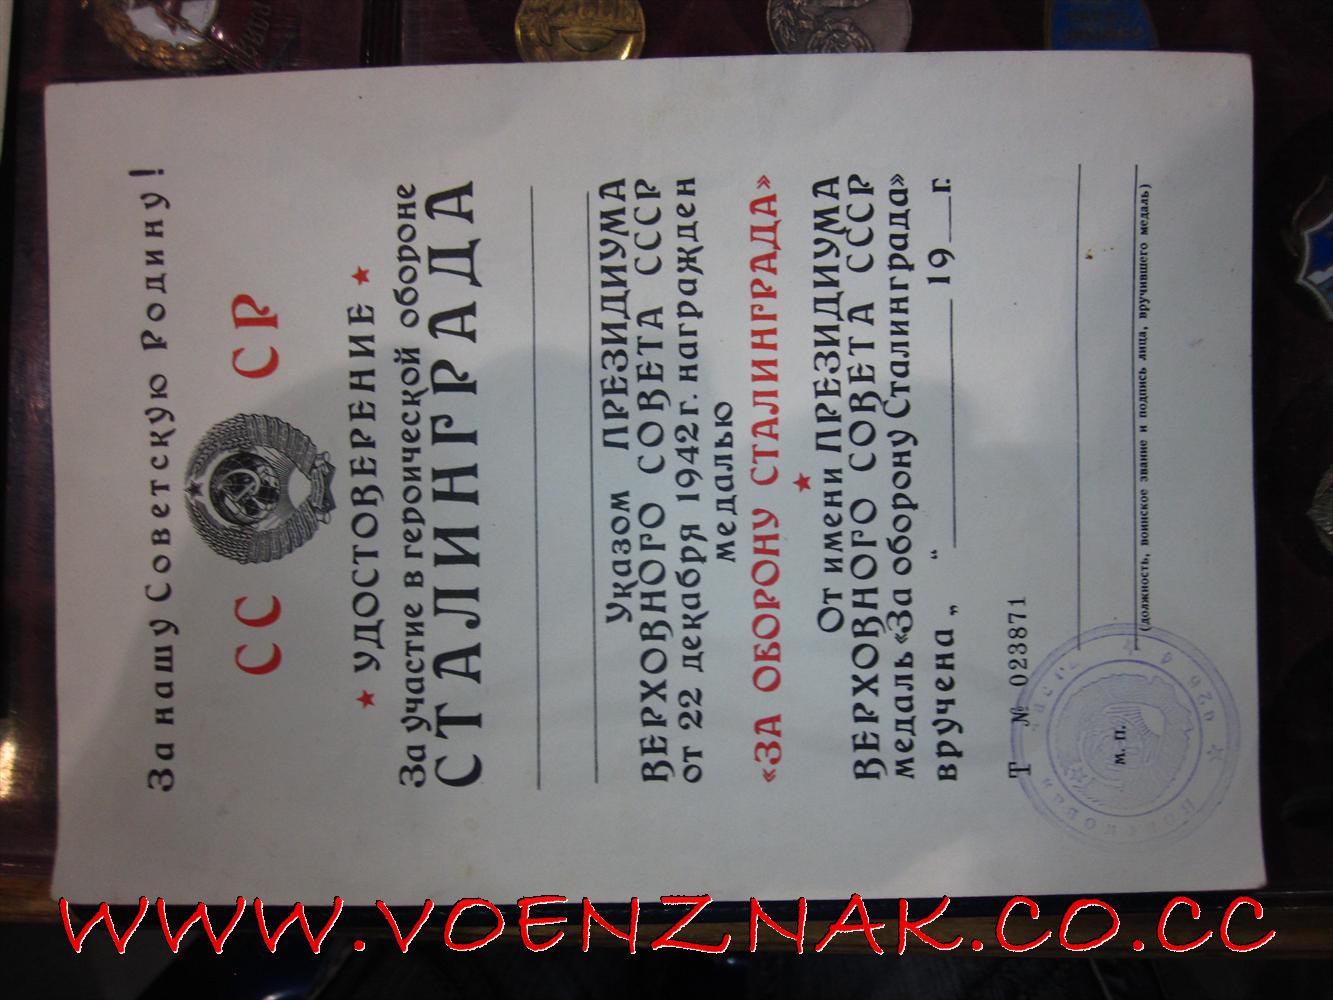 За нашу Советскую Родину!
СС СР
УДОСТОВЕРЕНИЕ
За участие в героической обороне
СТАЛИНГРАДА
Указом ПРЕЗИДИУМА
ВЕРХОВНОГО СОВЕТА СССР
от 22 декабря 1942 г. награжден
медалью
«ЗА ОБОРОНУ СТАЛИНГРАДА»
От имени ПРЕЗИДИУМА
ВЕРХОВНОГО СОВЕТА СССР
медаль «За оборону Сталинграда»
вручена „ “ 19 г.
Т № 023871
М. П.
(должность, воинское звание и подпись лица, вручившего медаль)
WWW.VOENZNAK.CO.CC